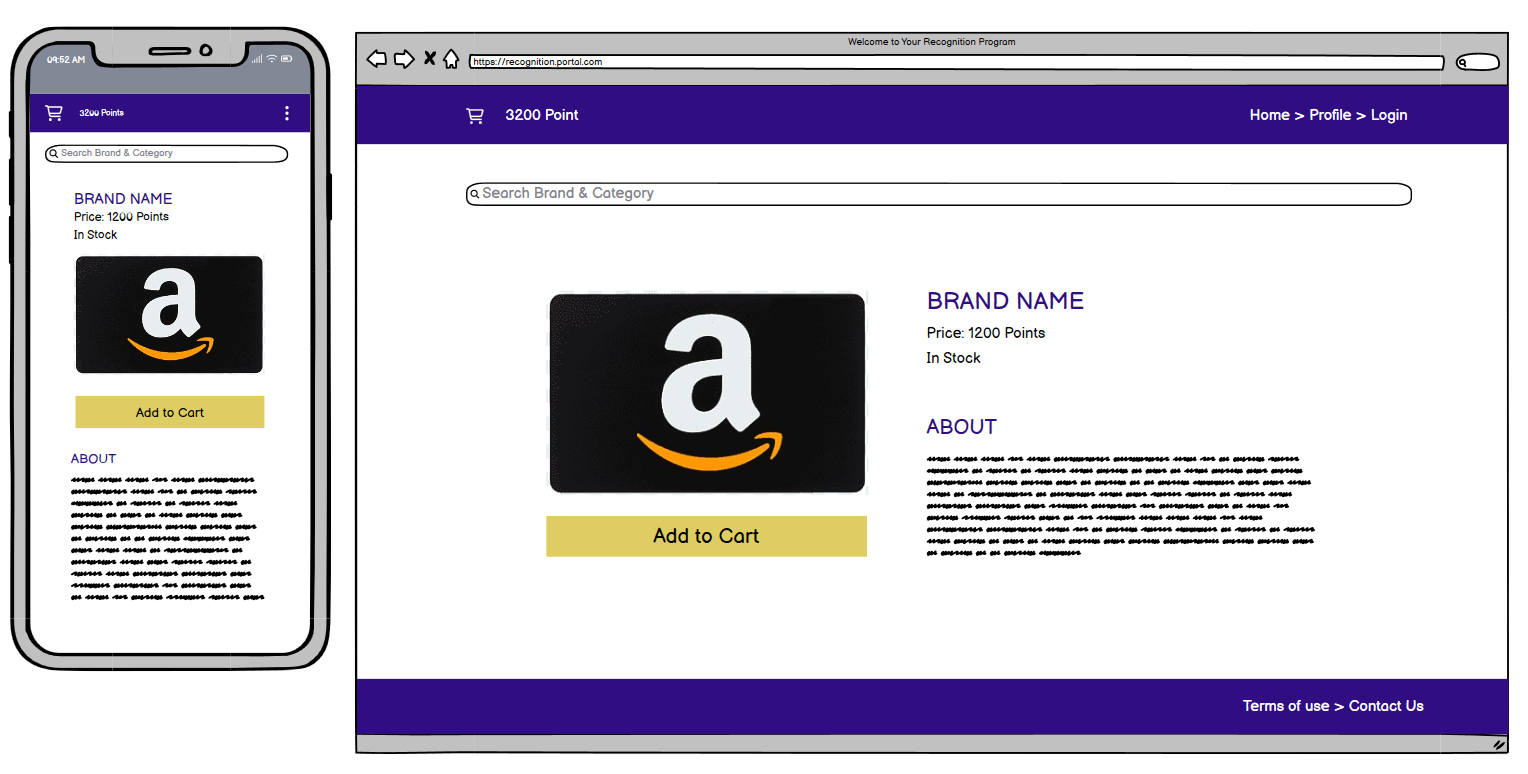 09:52 AM
3200 Points
Search Brand & Category
BRAND NAME
Price: 1200 Points
In Stock
a
Add to Cart
ABOUT
Welcome to Your Recognition Program
https://recognition.portal.com
3200 Point
Home > Profile > Login
Search Brand & Category
a
BRAND NAME
Price: 1200 Points
In Stock
ABOUT
Add to Cart
Terms of use > Contact Us